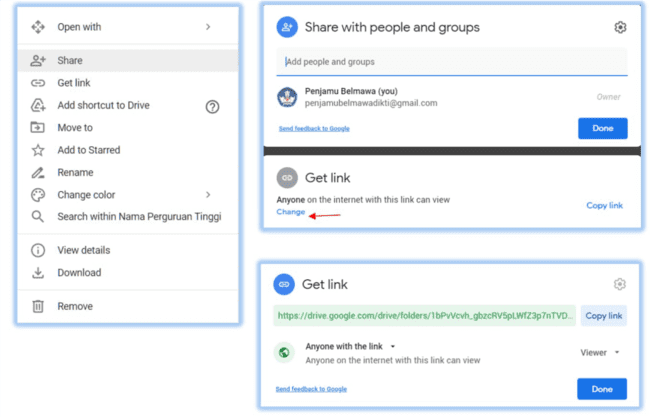 Open with
Share
Get link
Add shortcut to Drive
Move to
Add to Starred
Rename
Change color
Search within Nama Perguruan Tinggi
View details
Download
Remove
Share with people and groups
Add people and groups
Penjamu Belmawa (you)
penjamubelmawadikti@gmail.com
Owner
Send feedback to Google
Done
Get link
Anyone on the internet with this link can view
Change
Copy link
Get link
https://drive.google.com/drive/folders/1bPvVcvh_gbzcRV5pLWfZ3p7nTVD...
Copy link
Anyone with the link
Anyone on the internet with this link can view
Viewer
Send feedback to Google
Done